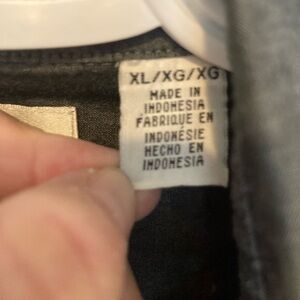 XL/XG/XG
MADE IN
INDONESIA
FABRIQUE EN
INDONÉSIE
HECHO EN
INDONESIA